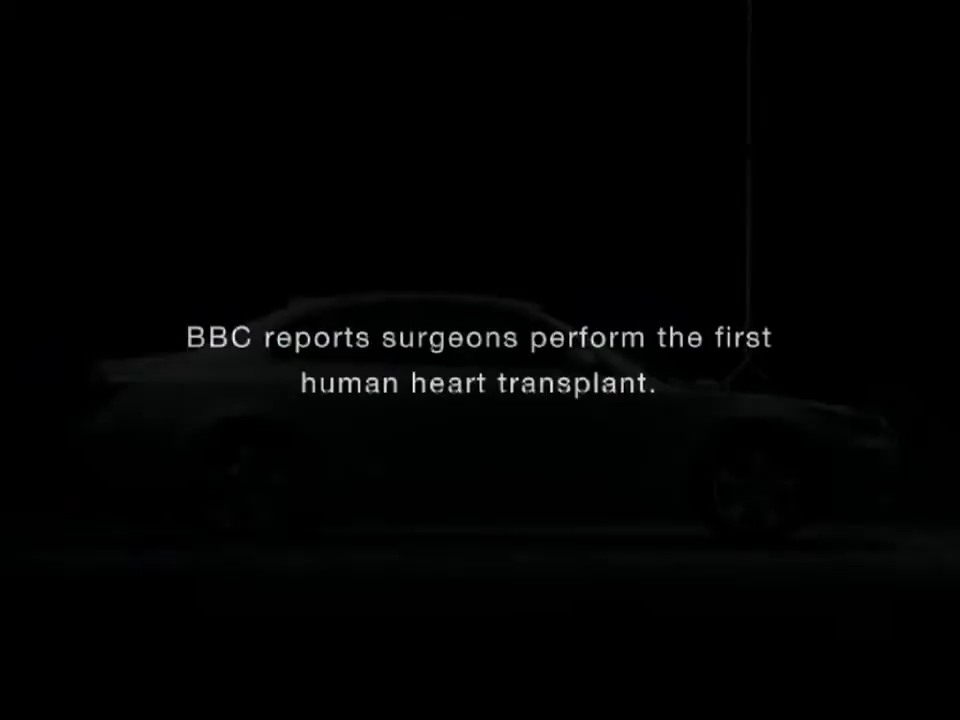 BBC reports surgeons perform the first
human heart transplant.